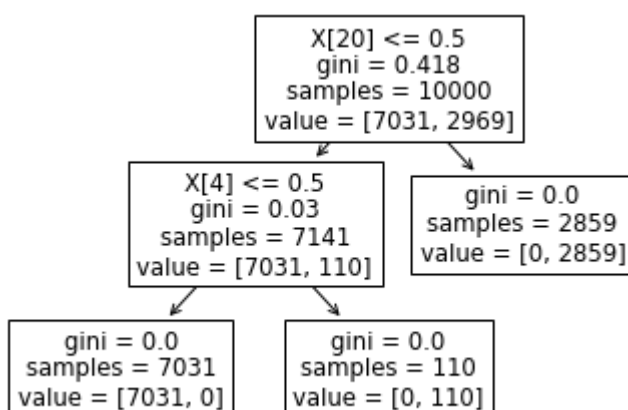 X[20] <= 0.5
gini = 0.418
samples = 10000
value = [7031, 2969]
X[4] <= 0.5
gini = 0.03
samples = 7141
value = [7031, 110]
gini = 0.0
samples = 2859
value = [0, 2859]
gini = 0.0
samples = 7031
value = [7031, 0]
gini = 0.0
samples = 110
value = [0, 110]